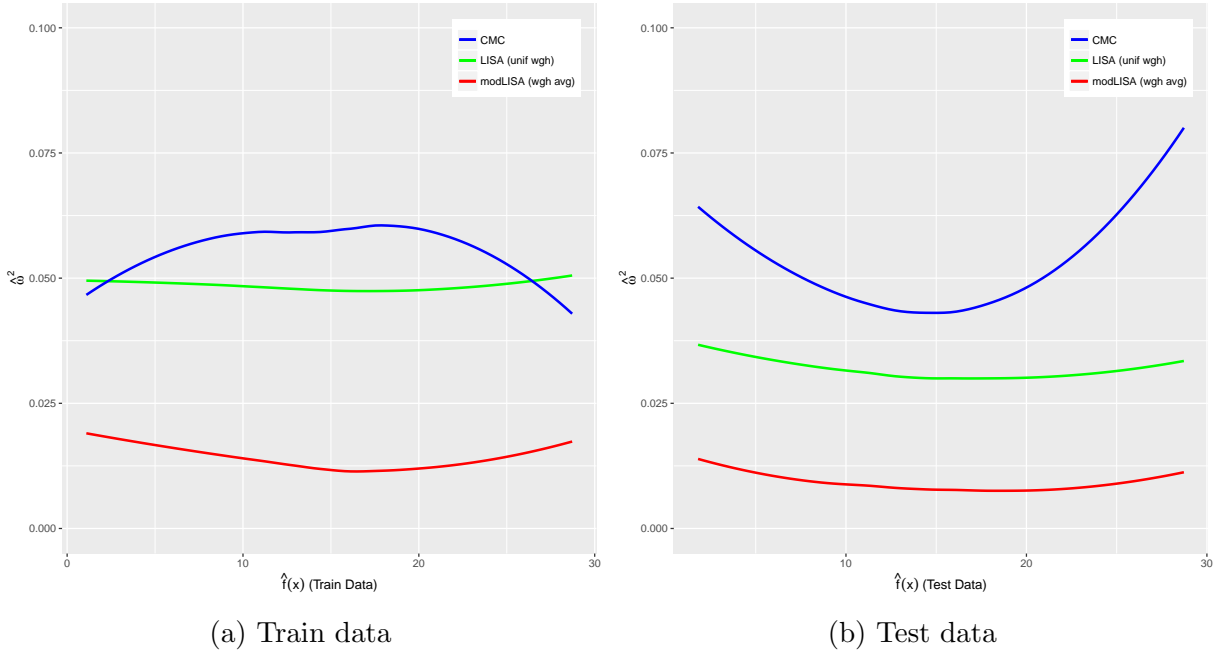 0.100
0.075
0.050
0.025
0.000
ω̂²
0
10
20
30
f̂(x) (Train Data)
CMC
LISA (unif wgh)
modLISA (wgh avg)
(a) Train data
0.100
0.075
0.050
0.025
0.000
ω̂²
10
20
30
f̂(x) (Test Data)
CMC
LISA (unif wgh)
modLISA (wgh avg)
(b) Test data